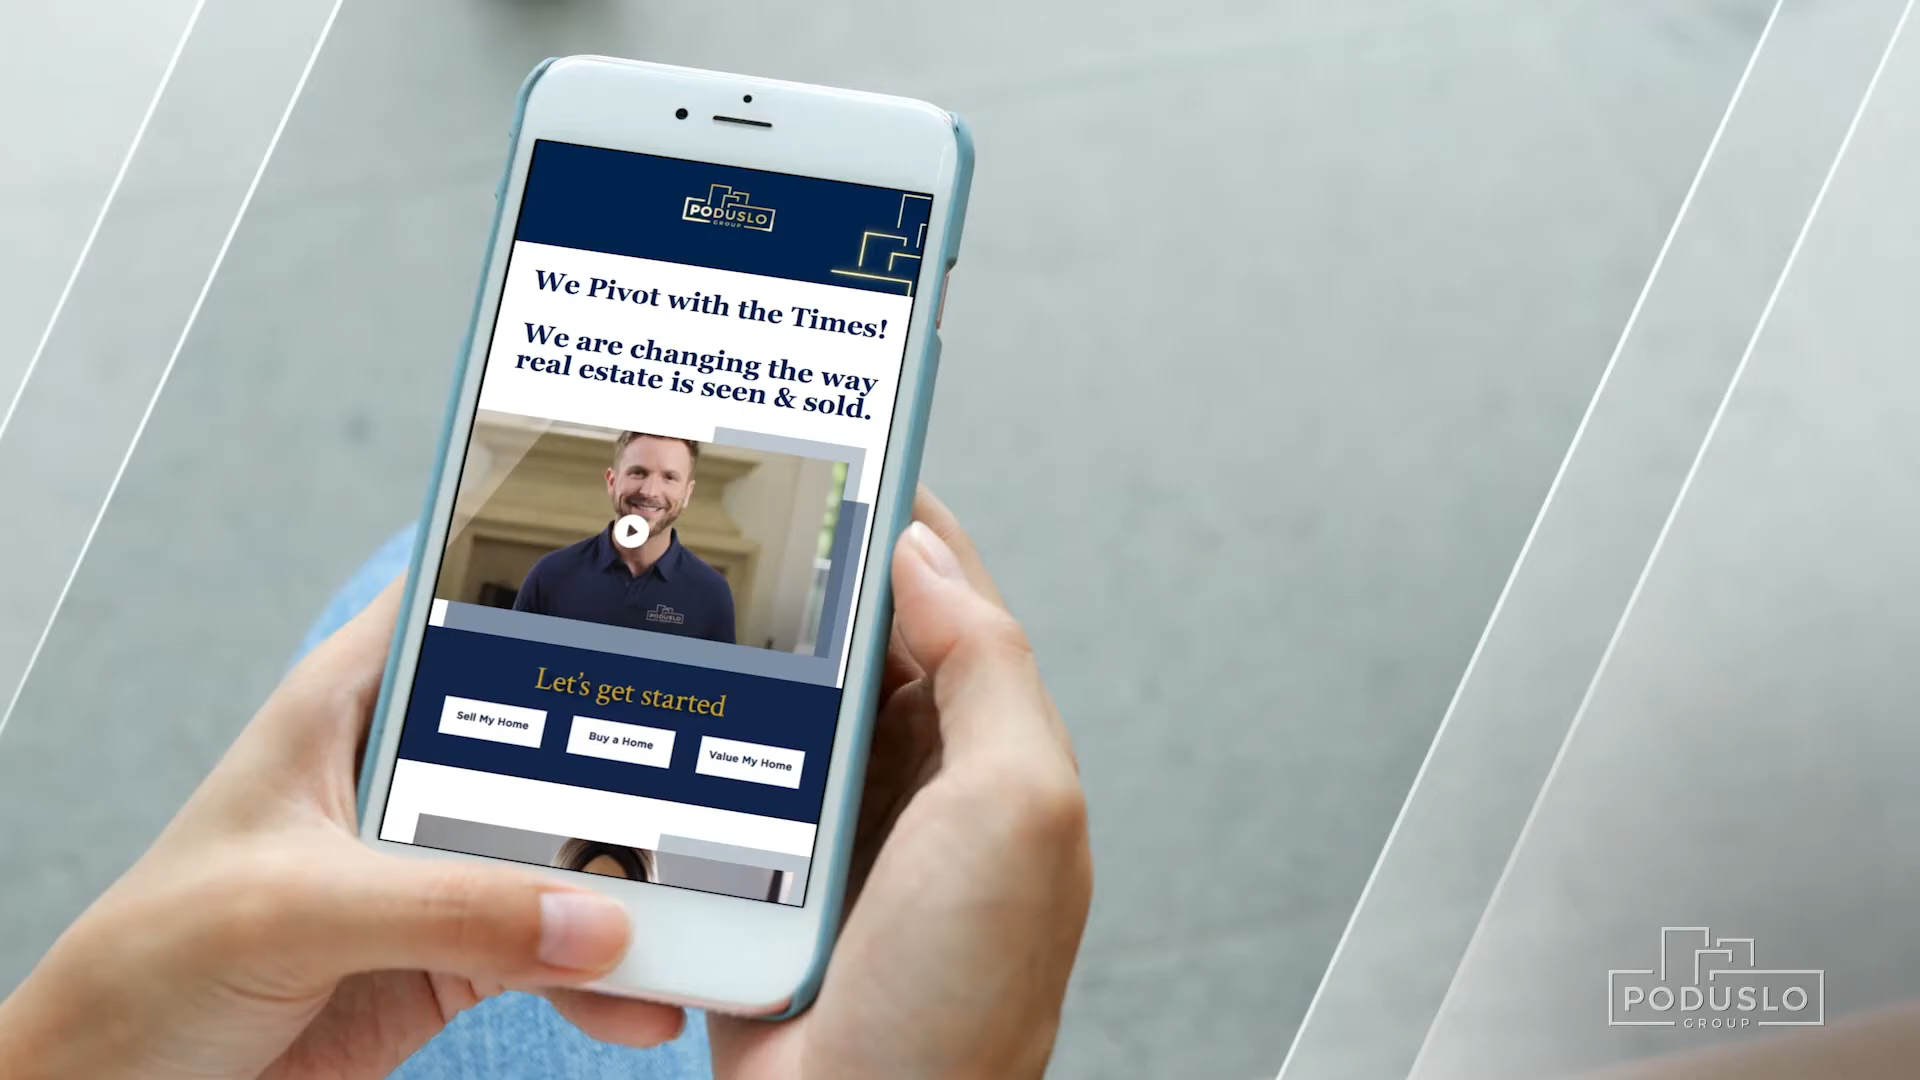 PODUSLO
GROUP
We Pivot with the Times!
We are changing the way
real estate is seen & sold.
PODUSLO
Let's get started
Sell My Home
Buy a Home
Value My Home
PODUSLO
GROUP